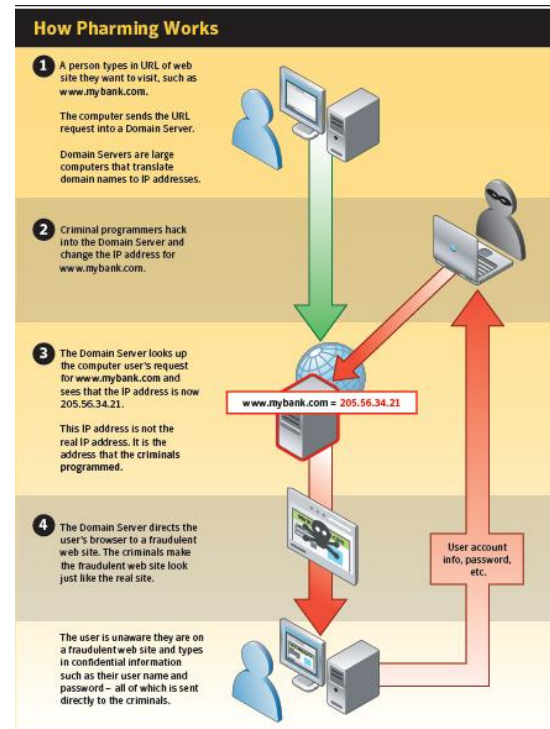 How Pharming Works
1
A person types in URL of web
site they want to visit, such as
www.mybank.com.
The computer sends the URL
request into a Domain Server.
Domain Servers are large
computers that translate
domain names to IP addresses.
2
Criminal programmers hack
into the Domain Server and
change the IP address for
www.mybank.com.
3
The Domain Server looks up
the computer user's request
for www.mybank.com and
sees that the IP address is now
205.56.34.21.
This IP address is not the
real IP address. It is the
address that the criminals
programmed.
www.mybank.com = 205.56.34.21
4
The Domain Server directs the
user's browser to a fraudulent
web site. The criminals make
the fraudulent web site look
just like the real site.
User account
info, password,
etc.
The user is unaware they are on
a fraudulent web site and types
in confidential information
such as their user name and
password – all of which is sent
directly to the criminals.